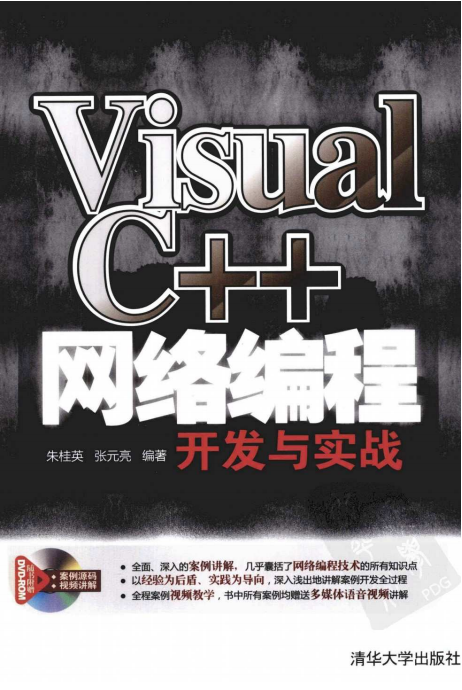 Visual
C++
网络编程
朱桂英 张元亮 编著 开发与实战
随书附赠
DVD-ROM
案例源码
视频讲解
• 全面、深入的案例讲解，几乎囊括了网络编程技术的所有知识点
• 以经验为后盾、实践为导向，深入浅出地讲解案例开发全过程
• 全程案例视频教学，书中所有案例均赠送多媒体语音视频讲解
PDG
清华大学出版社